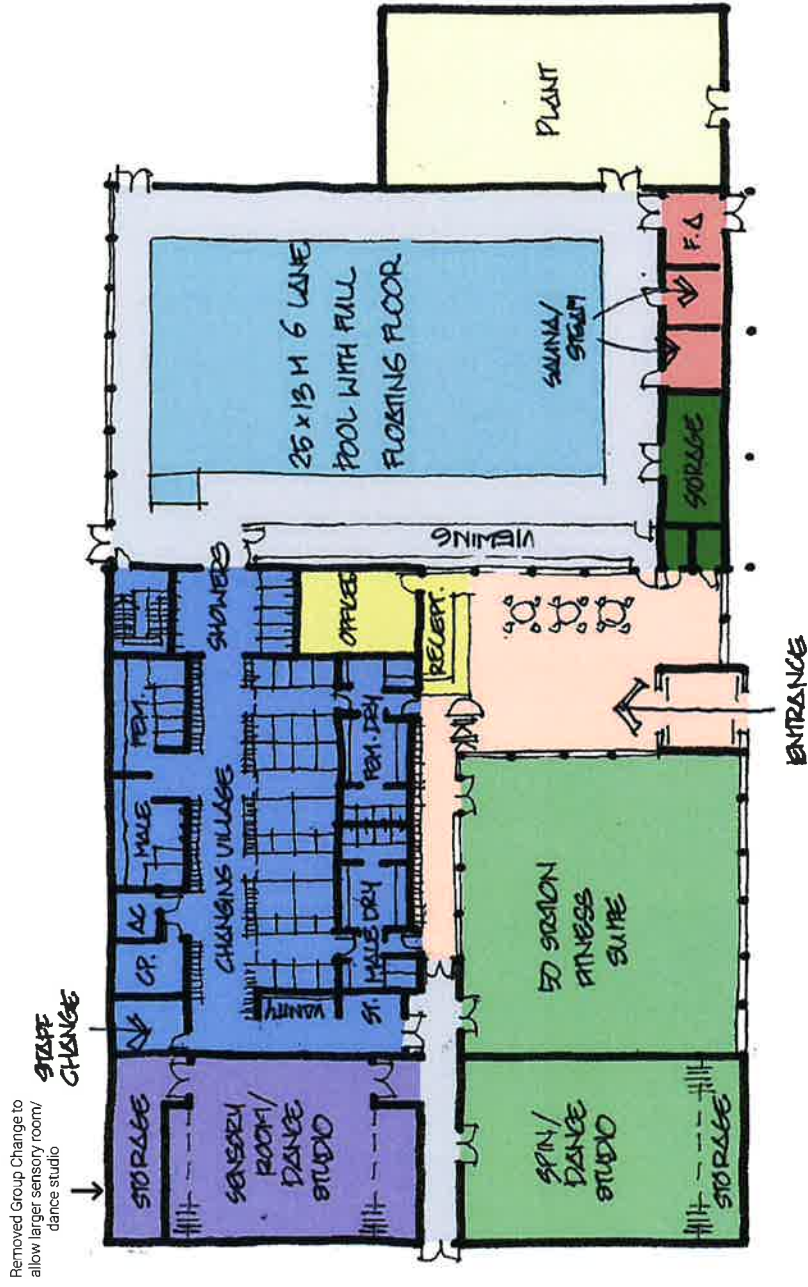 Removed Group Change to
allow larger sensory room/
dance studio
STAFF
CHANGE
STORAGE
SENSORY
ROOM/
DANCE
STUDIO
CP.
AC
MALE
FEM.
SHOWERS
CHANGING VILLAGE
VANITY
ST.
MALE DRY
FEM. DRY
OFFICE
RECEPT.
VIEWING
25 x 13 M 6 LANE
POOL WITH FULL
FLOATING FLOOR
PLANT
SAUNA/
STEAM
F.A
STORAGE
SPIN/
DANCE
STUDIO
STORAGE
50 STATION
FITNESS
SUITE
ENTRANCE